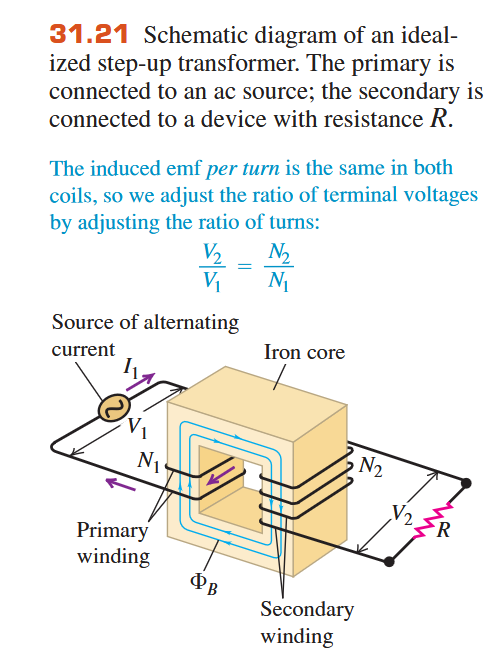 31.21 Schematic diagram of an ideal-
ized step-up transformer. The primary is
connected to an ac source; the secondary is
connected to a device with resistance R.
The induced emf per turn is the same in both
coils, so we adjust the ratio of terminal voltages
by adjusting the ratio of turns:
V₂/V₁ = N₂/N₁
Source of alternating
current
I₁
Iron core
V₁
N₁
N₂
V₂
R
Primary
winding
Φ_B
Secondary
winding